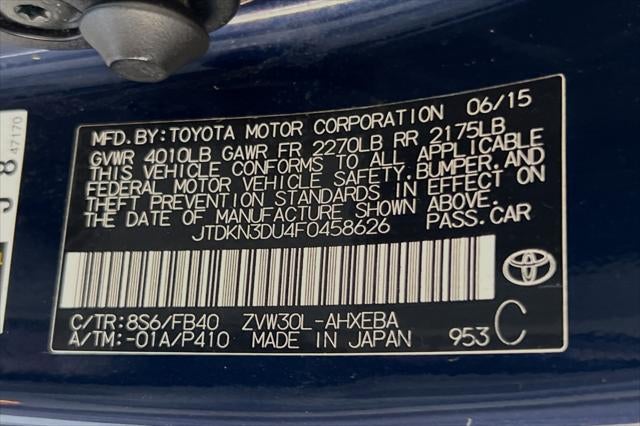 MFD. BY: TOYOTA MOTOR CORPORATION 06/15
GVWR 4010LB GAWR FR 2270LB RR 2175LB
THIS VEHICLE CONFORMS TO ALL APPLICABLE
FEDERAL MOTOR VEHICLE SAFETY, BUMPER, AND
THEFT PREVENTION STANDARDS IN EFFECT ON
THE DATE OF MANUFACTURE SHOWN ABOVE.
JTDKN3DU4F0458626 PASS.CAR
C/TR:8S6/FB40 ZVW30L-AHXEBA
A/TM:-01A/P410 MADE IN JAPAN 953 C
47170
8